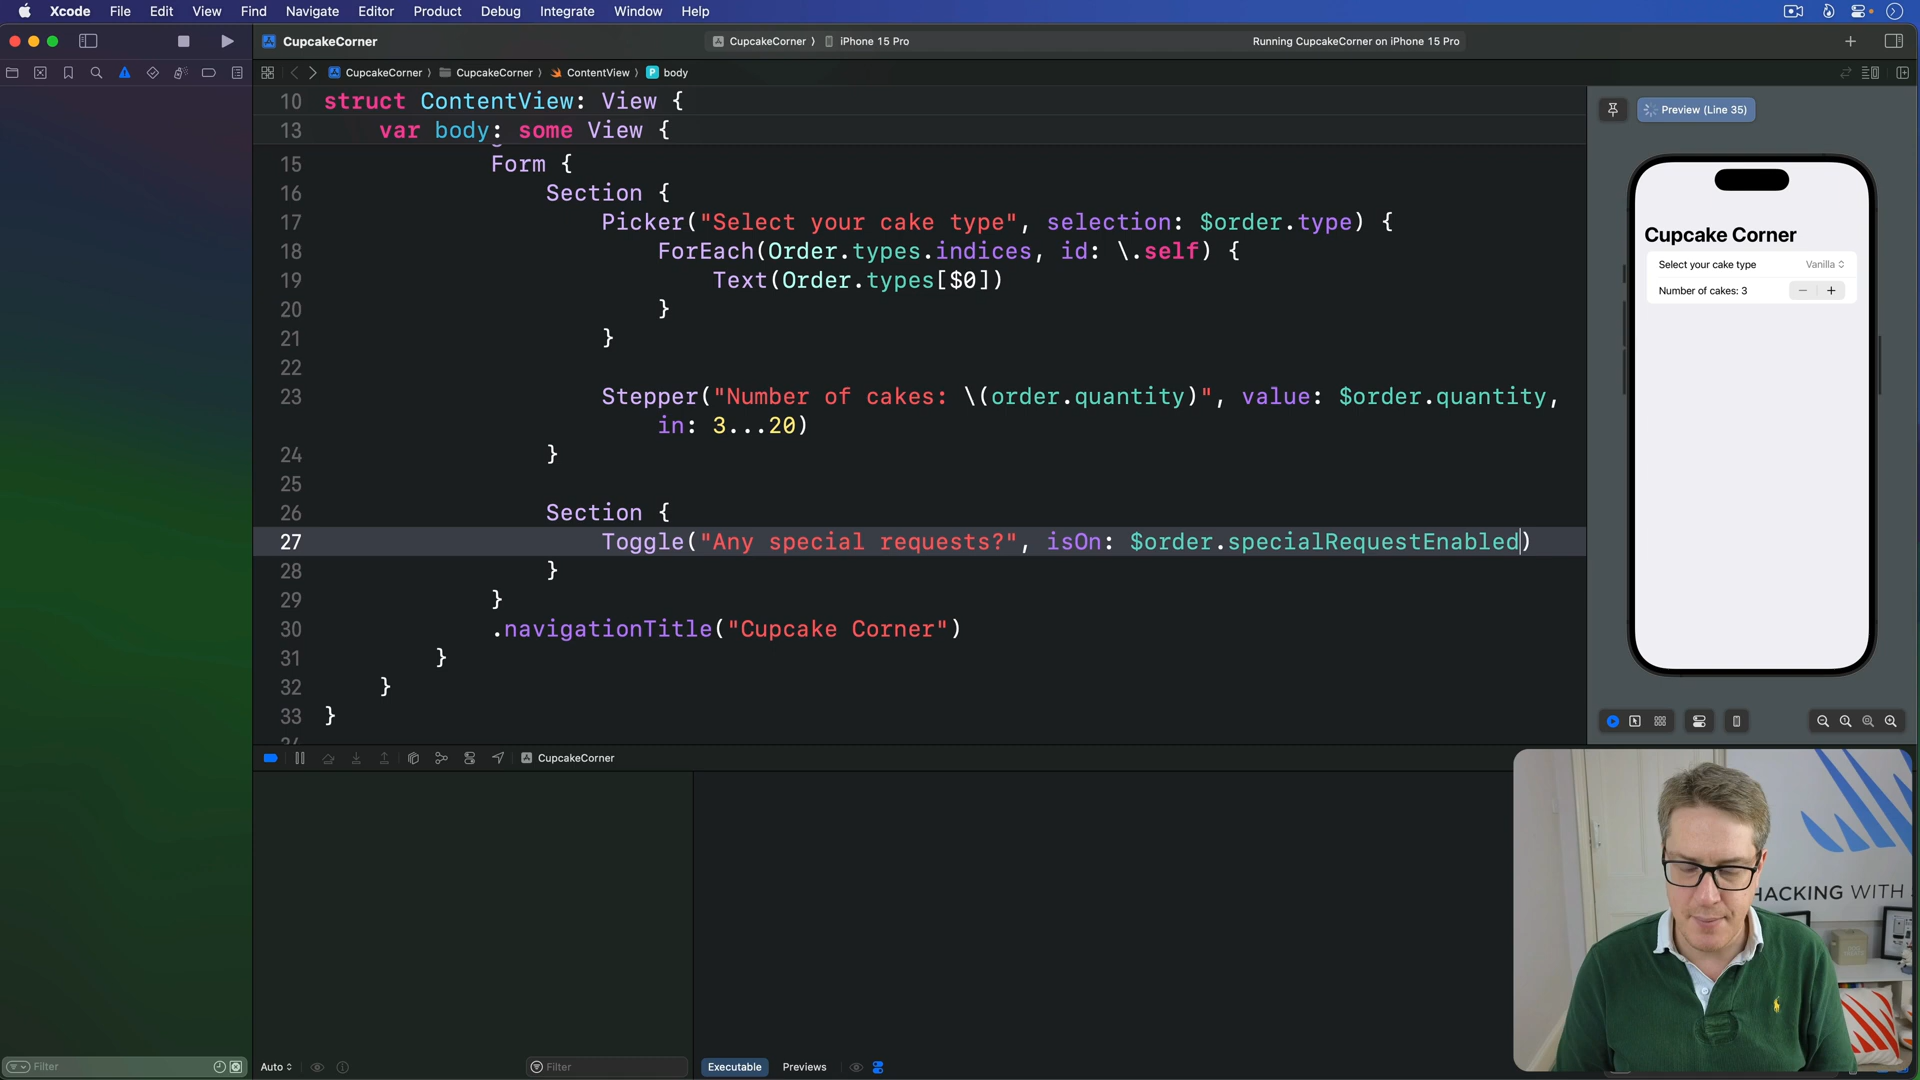 Xcode File Edit View Find Navigate Editor Product Debug Integrate Window Help
CupcakeCorner
CupcakeCorner ⟩ iPhone 15 Pro
Running CupcakeCorner on iPhone 15 Pro
CupcakeCorner ⟩ CupcakeCorner ⟩ ContentView ⟩ P body
10 struct ContentView: View {
13 var body: some View {
15 Form {
16 Section {
17 Picker("Select your cake type", selection: $order.type) {
18 ForEach(Order.types.indices, id: \.self) {
19 Text(Order.types[$0])
20 }
21 }
22
23 Stepper("Number of cakes: \(order.quantity)", value: $order.quantity,
in: 3...20)
24 }
25
26 Section {
27 Toggle("Any special requests?", isOn: $order.specialRequestEnabled)
28 }
29 }
30 .navigationTitle("Cupcake Corner")
31 }
32 }
33 }
Preview (Line 35)
Cupcake Corner
Select your cake type Vanilla
Number of cakes: 3 − +
CupcakeCorner
HACKING WITH
Filter
Auto
Filter
Executable Previews